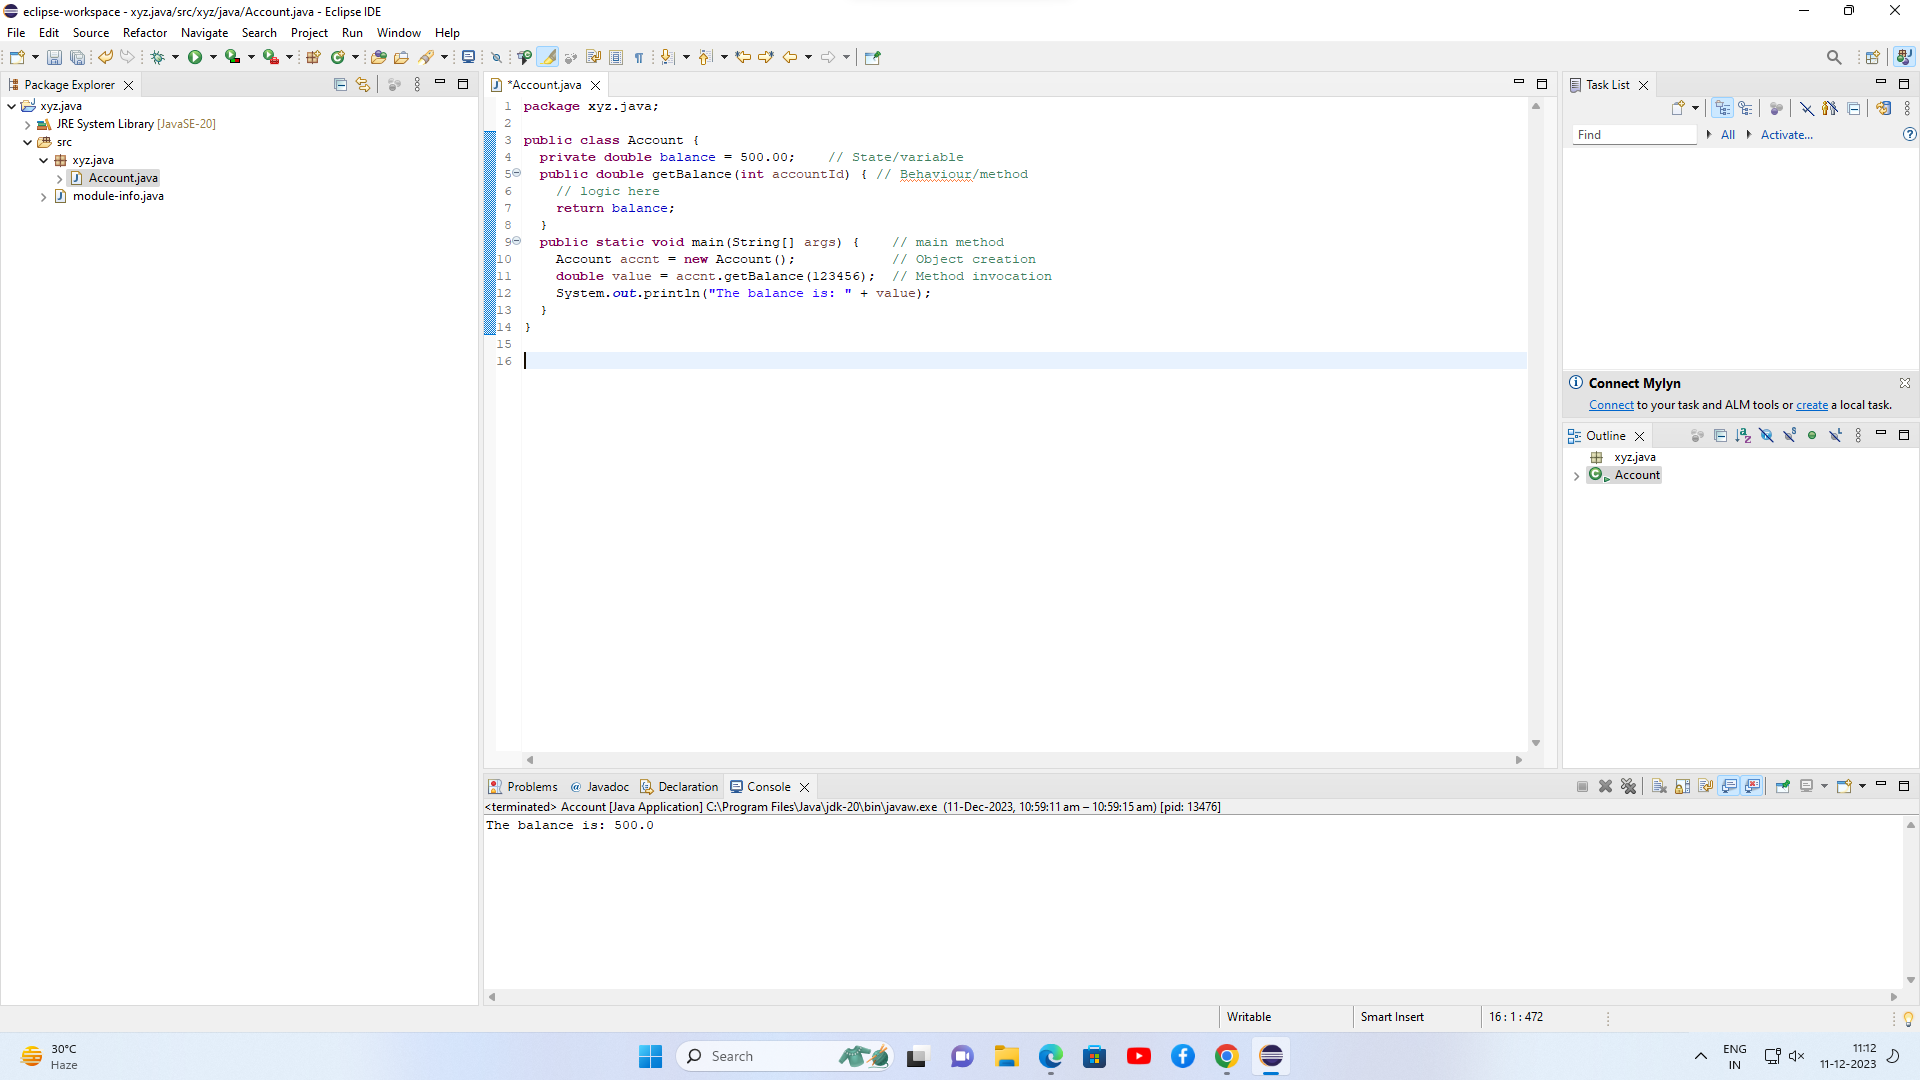 eclipse-workspace - xyz.java/src/xyz/java/Account.java - Eclipse IDE
File Edit Source Refactor Navigate Search Project Run Window Help
Package Explorer
xyz.java
JRE System Library [JavaSE-20]
src
xyz.java
Account.java
module-info.java
*Account.java
1 package xyz.java;
2
3 public class Account {
4 private double balance = 500.00; // State/variable
5 public double getBalance(int accountId) { // Behaviour/method
6 // logic here
7 return balance;
8 }
9 public static void main(String[] args) { // main method
10 Account accnt = new Account(); // Object creation
11 double value = accnt.getBalance(123456); // Method invocation
12 System.out.println("The balance is: " + value);
13 }
14 }
15
16
Task List
Find All Activate...
Connect Mylyn
Connect to your task and ALM tools or create a local task.
Outline
xyz.java
Account
Problems @ Javadoc Declaration Console
<terminated> Account [Java Application] C:\Program Files\Java\jdk-20\bin\javaw.exe (11-Dec-2023, 10:59:11 am – 10:59:15 am) [pid: 13476]
The balance is: 500.0
Writable Smart Insert 16 : 1 : 472
30°C
Haze
Search
ENG
IN
11:12
11-12-2023